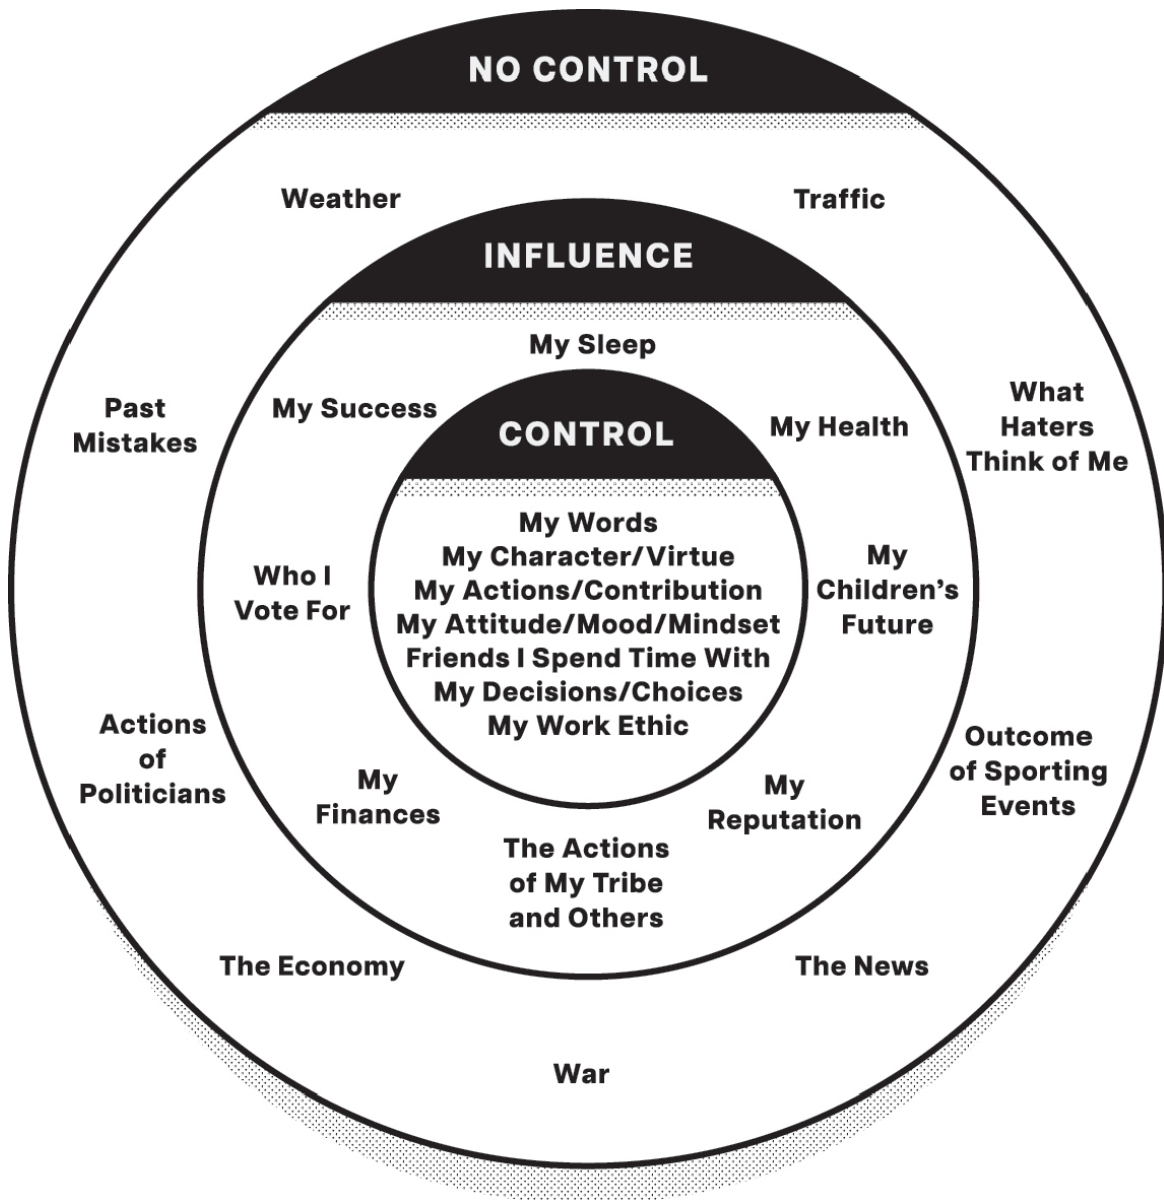 NO CONTROL
Weather
Traffic
INFLUENCE
My Sleep
My Success
My Health
Past
Mistakes
What
Haters
Think of Me
CONTROL
My Words
My Character/Virtue
My Actions/Contribution
My Attitude/Mood/Mindset
Friends I Spend Time With
My Decisions/Choices
My Work Ethic
Who I
Vote For
My
Children’s
Future
Actions
of
Politicians
Outcome
of Sporting
Events
My
Finances
My
Reputation
The Actions
of My Tribe
and Others
The Economy
The News
War